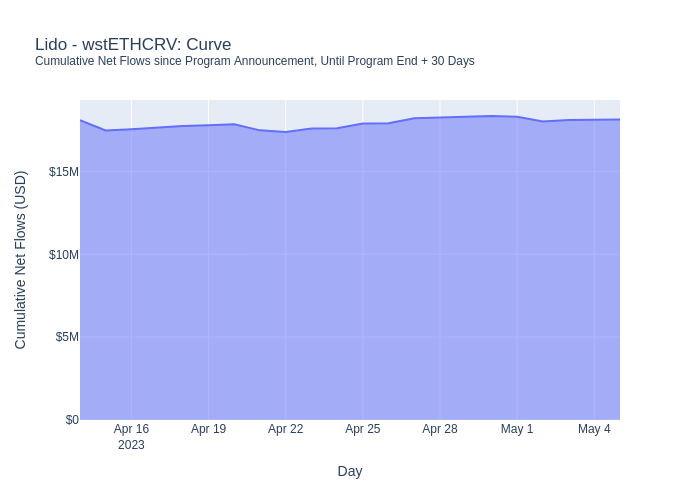 Lido - wstETHCRV: Curve
Cumulative Net Flows since Program Announcement, Until Program End + 30 Days
Cumulative Net Flows (USD)
$15M
$10M
$5M
$0
Apr 16 Apr 19 Apr 22 Apr 25 Apr 28 May 1 May 4
2023
Day